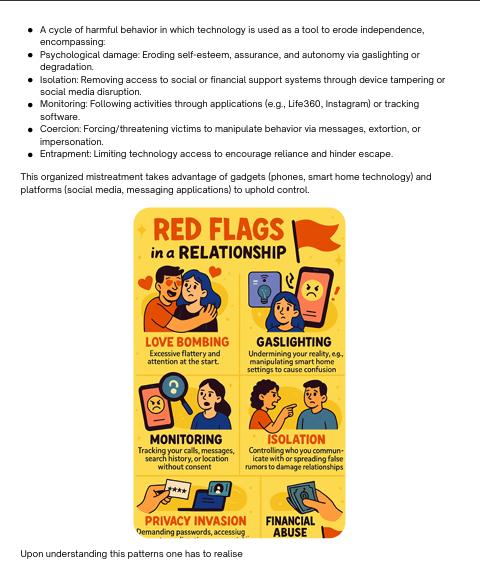 A cycle of harmful behavior in which technology is used as a tool to erode independence,
encompassing:
Psychological damage: Eroding self-esteem, assurance, and autonomy via gaslighting or
degradation.
Isolation: Removing access to social or financial support systems through device tampering or
social media disruption.
Monitoring: Following activities through applications (e.g., Life360, Instagram) or tracking
software.
Coercion: Forcing/threatening victims to manipulate behavior via messages, extortion, or
impersonation.
Entrapment: Limiting technology access to encourage reliance and hinder escape.
This organized mistreatment takes advantage of gadgets (phones, smart home technology) and
platforms (social media, messaging applications) to uphold control.
RED FLAGS
in a RELATIONSHIP
LOVE BOMBING
Excessive flattery and
attention at the start.
GASLIGHTING
Undermining your reality, e.g.,
manipulating smart home
settings to cause confusion
MONITORING
Tracking your calls, messages,
search history, or location
without consent
ISOLATION
Controlling who you commun-
icate with or spreading false
rumors to damage relationships
****
PRIVACY INVASION
Demanding passwords, accessiug
FINANCIAL
ABUSE
Upon understanding this patterns one has to realise